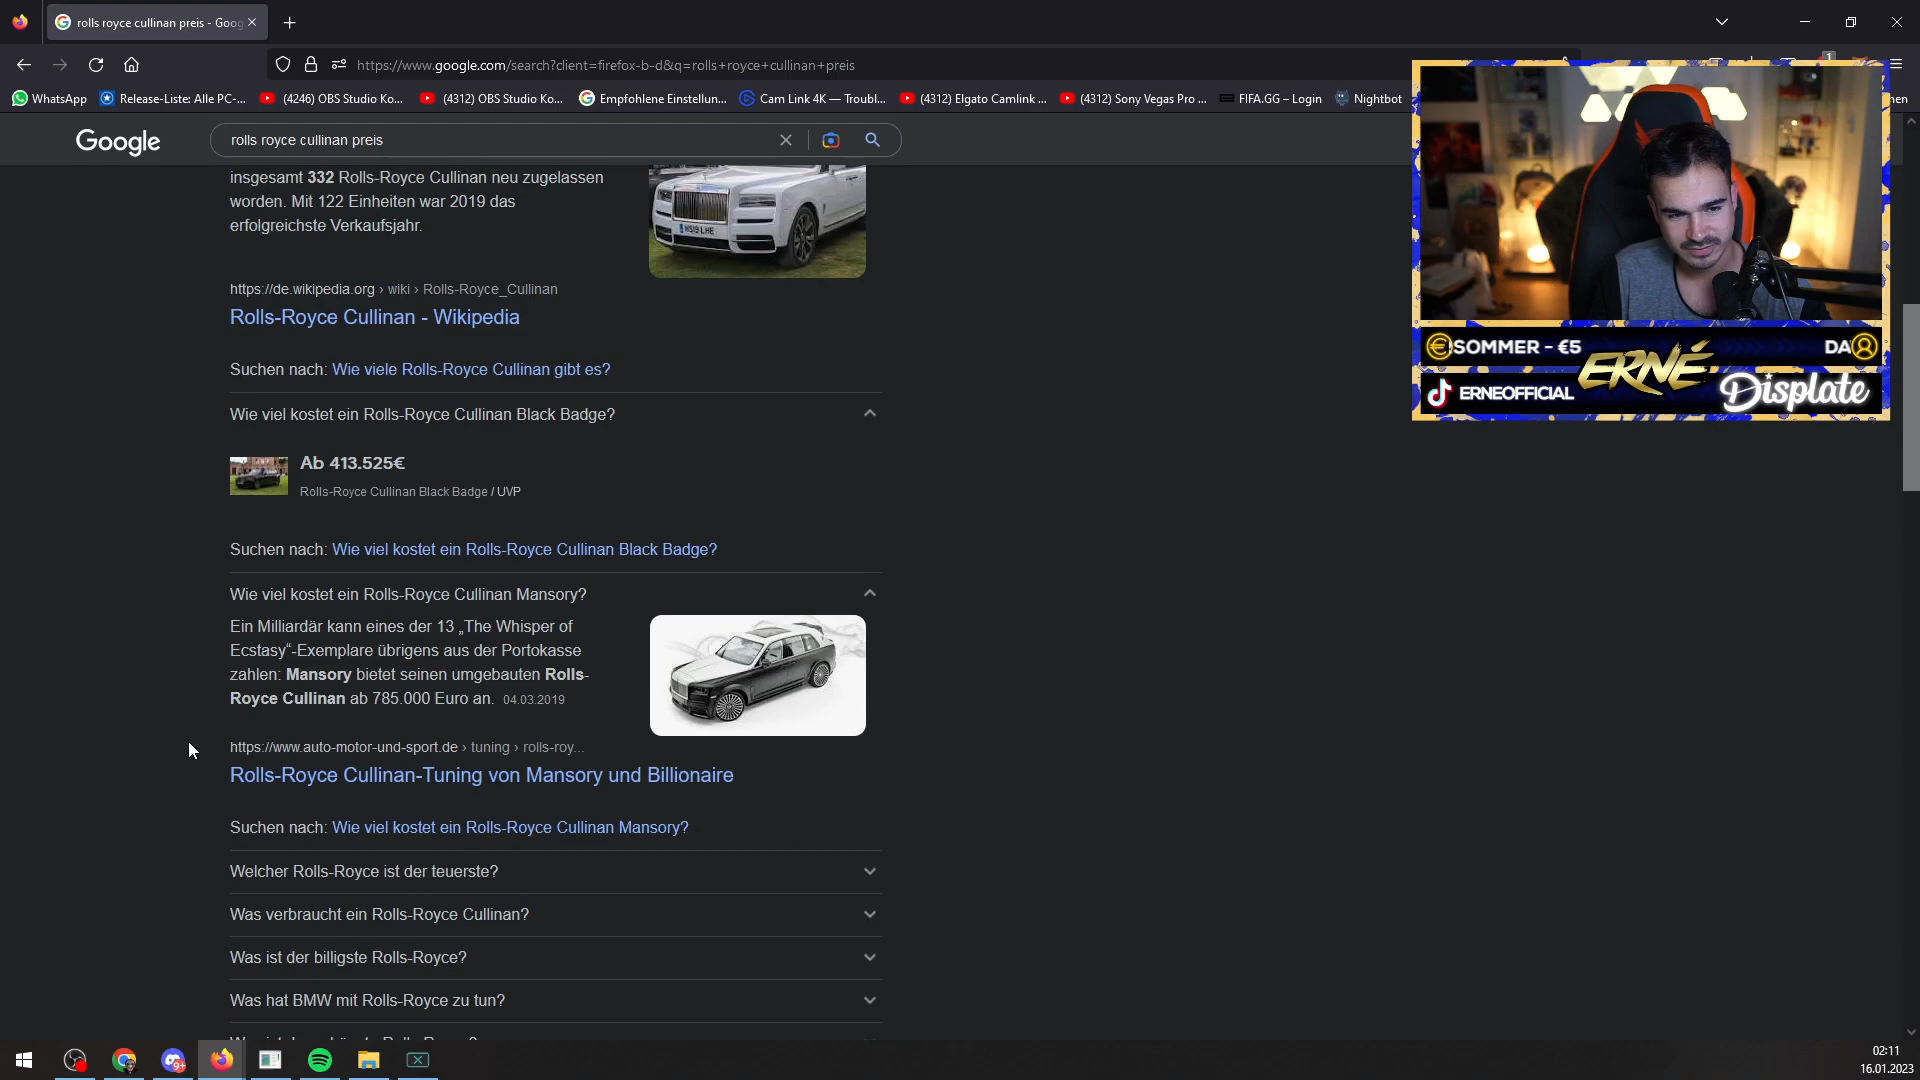 rolls royce cullinan preis - Goog
https://www.google.com/search?client=firefox-b-d&q=rolls+royce+cullinan+preis
1
WhatsApp
Release-Liste: Alle PC-...
(4246) OBS Studio Ko...
(4312) OBS Studio Ko...
Empfohlene Einstellun...
Cam Link 4K — Troubl...
(4312) Elgato Camlink ...
(4312) Sony Vegas Pro ...
FIFA.GG – Login
Nightbot
Google
rolls royce cullinan preis
insgesamt 332 Rolls-Royce Cullinan neu zugelassen
worden. Mit 122 Einheiten war 2019 das
erfolgreichste Verkaufsjahr.
https://de.wikipedia.org › wiki › Rolls-Royce_Cullinan
Rolls-Royce Cullinan - Wikipedia
Suchen nach: Wie viele Rolls-Royce Cullinan gibt es?
Wie viel kostet ein Rolls-Royce Cullinan Black Badge?
Ab 413.525€
Rolls-Royce Cullinan Black Badge / UVP
Suchen nach: Wie viel kostet ein Rolls-Royce Cullinan Black Badge?
Wie viel kostet ein Rolls-Royce Cullinan Mansory?
Ein Milliardär kann eines der 13 „The Whisper of
Ecstasy“-Exemplare übrigens aus der Portokasse
zahlen: Mansory bietet seinen umgebauten Rolls-
Royce Cullinan ab 785.000 Euro an. 04.03.2019
https://www.auto-motor-und-sport.de › tuning › rolls-roy...
Rolls-Royce Cullinan-Tuning von Mansory und Billionaire
Suchen nach: Wie viel kostet ein Rolls-Royce Cullinan Mansory?
Welcher Rolls-Royce ist der teuerste?
Was verbraucht ein Rolls-Royce Cullinan?
Was ist der billigste Rolls-Royce?
Was hat BMW mit Rolls-Royce zu tun?
SOMMER - €5
DA
ERNÉ
ERNEOFFICIAL
Displate
9+
02:11
16.01.2023